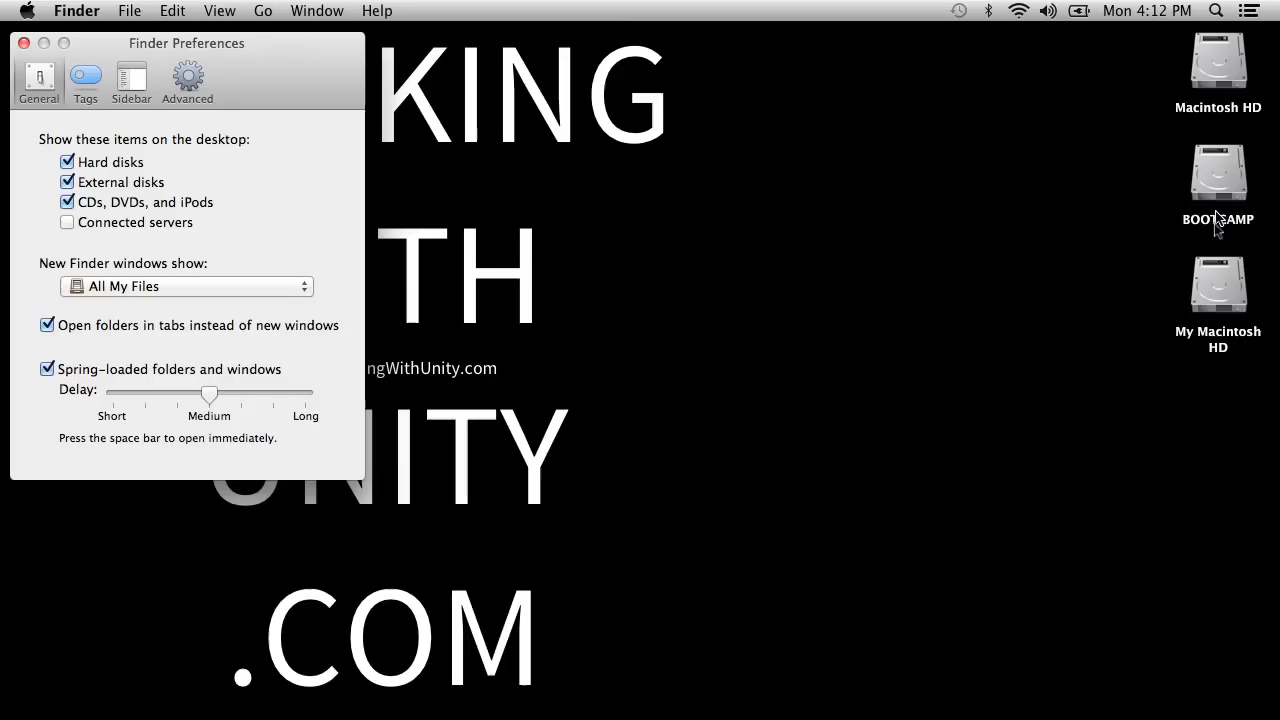 Finder File Edit View Go Window Help Mon 4:12 PM
Finder Preferences
General Tags Sidebar Advanced
Show these items on the desktop:
Hard disks
External disks
CDs, DVDs, and iPods
Connected servers
New Finder windows show:
All My Files
Open folders in tabs instead of new windows
Spring-loaded folders and windows
Delay:
Short Medium Long
Press the space bar to open immediately.
KING
TH
ngWithUnity.com
UNITY
.COM
Macintosh HD
BOOTCAMP
My Macintosh
HD